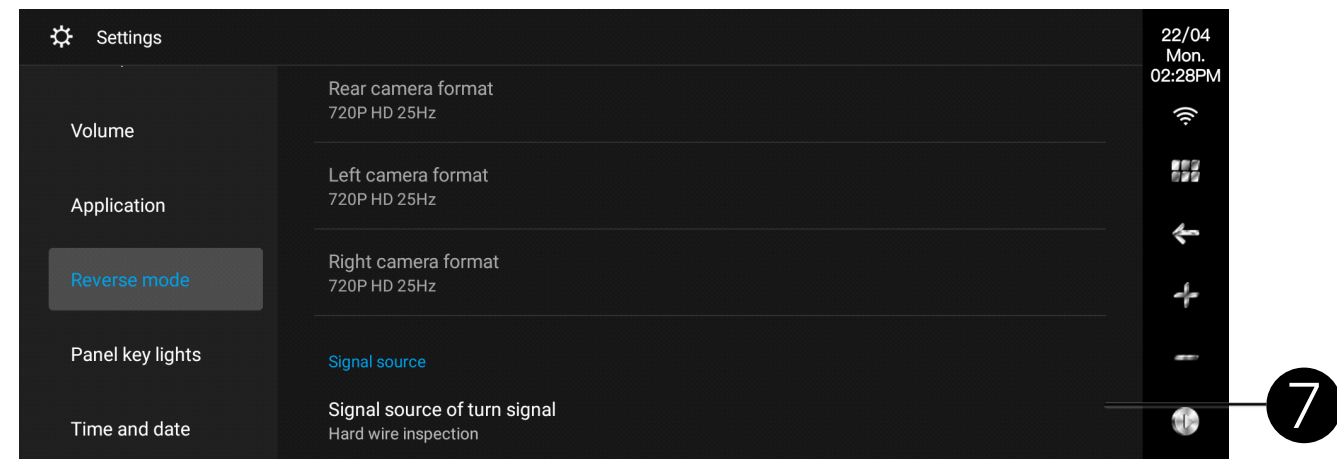 Settings
22/04
Mon.
02:28PM
Volume
Application
Reverse mode
Panel key lights
Time and date
Rear camera format
720P HD 25Hz
Left camera format
720P HD 25Hz
Right camera format
720P HD 25Hz
Signal source
Signal source of turn signal
Hard wire inspection
7